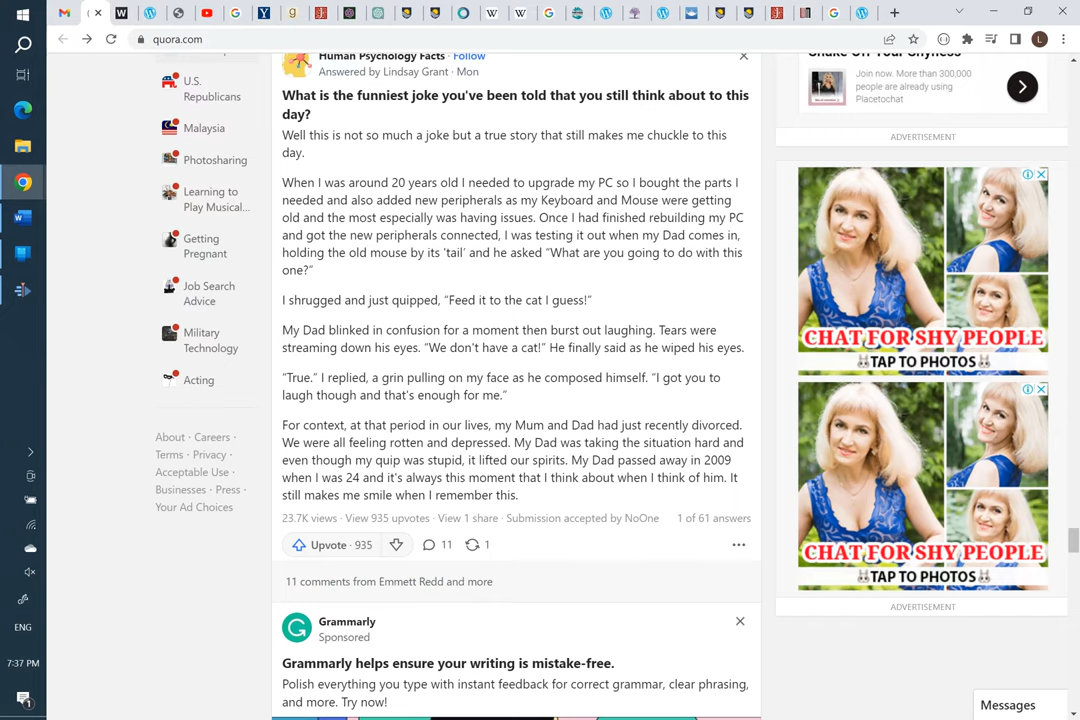 quora.com
U.S.
Republicans
Malaysia
Photosharing
Learning to
Play Musical...
Getting
Pregnant
Job Search
Advice
Military
Technology
Acting
About · Careers ·
Terms · Privacy ·
Acceptable Use ·
Businesses · Press ·
Your Ad Choices
Human Psychology Facts · Follow
Answered by Lindsay Grant · Mon
What is the funniest joke you've been told that you still think about to this
day?
Well this is not so much a joke but a true story that still makes me chuckle to this
day.
When I was around 20 years old I needed to upgrade my PC so I bought the parts I
needed and also added new peripherals as my Keyboard and Mouse were getting
old and the most especially was having issues. Once I had finished rebuilding my PC
and got the new peripherals connected, I was testing it out when my Dad comes in,
holding the old mouse by its 'tail' and he asked “What are you going to do with this
one?”
I shrugged and just quipped, “Feed it to the cat I guess!”
My Dad blinked in confusion for a moment then burst out laughing. Tears were
streaming down his eyes. “We don't have a cat!” He finally said as he wiped his eyes.
“True.” I replied, a grin pulling on my face as he composed himself. “I got you to
laugh though and that's enough for me.”
For context, at that period in our lives, my Mum and Dad had just recently divorced.
We were all feeling rotten and depressed. My Dad was taking the situation hard and
even though my quip was stupid, it lifted our spirits. My Dad passed away in 2009
when I was 24 and it's always this moment that I think about when I think of him. It
still makes me smile when I remember this.
23.7K views · View 935 upvotes · View 1 share · Submission accepted by NoOne
1 of 61 answers
Upvote · 935
11
1
11 comments from Emmett Redd and more
Grammarly
Sponsored
Grammarly helps ensure your writing is mistake-free.
Polish everything you type with instant feedback for correct grammar, clear phrasing,
and more. Try now!
Shake Off Your Shyness
Join now. More than 300,000
people are already using
Placetochat
ADVERTISEMENT
CHAT FOR SHY PEOPLE
TAP TO PHOTOS
CHAT FOR SHY PEOPLE
TAP TO PHOTOS
ADVERTISEMENT
Messages
ENG
7:37 PM
1
L